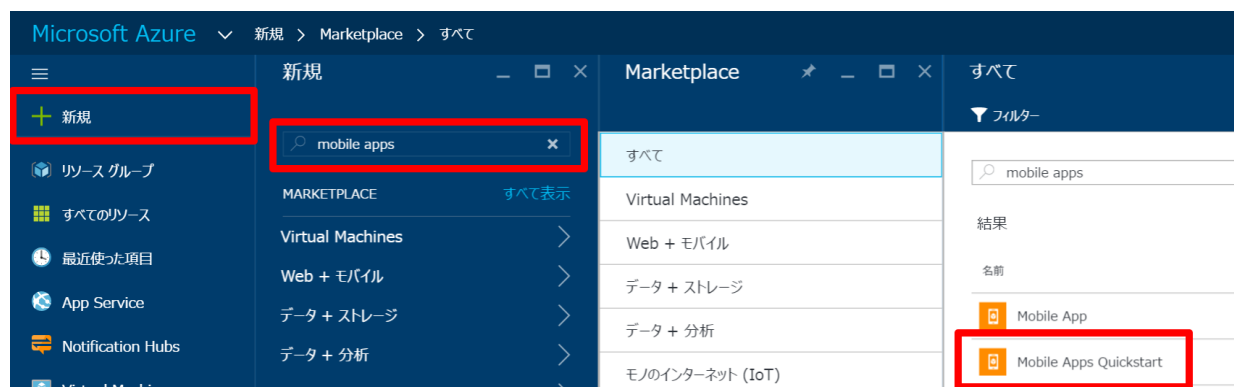 Microsoft Azure 新規 > Marketplace > すべて
新規
リソース グループ
すべてのリソース
最近使った項目
App Service
Notification Hubs
新規
mobile apps
MARKETPLACE すべて表示
Virtual Machines
Web + モバイル
データ + ストレージ
データ + 分析
Marketplace
すべて
Virtual Machines
Web + モバイル
データ + ストレージ
データ + 分析
モノのインターネット (IoT)
すべて
フィルター
mobile apps
結果
名前
Mobile App
Mobile Apps Quickstart